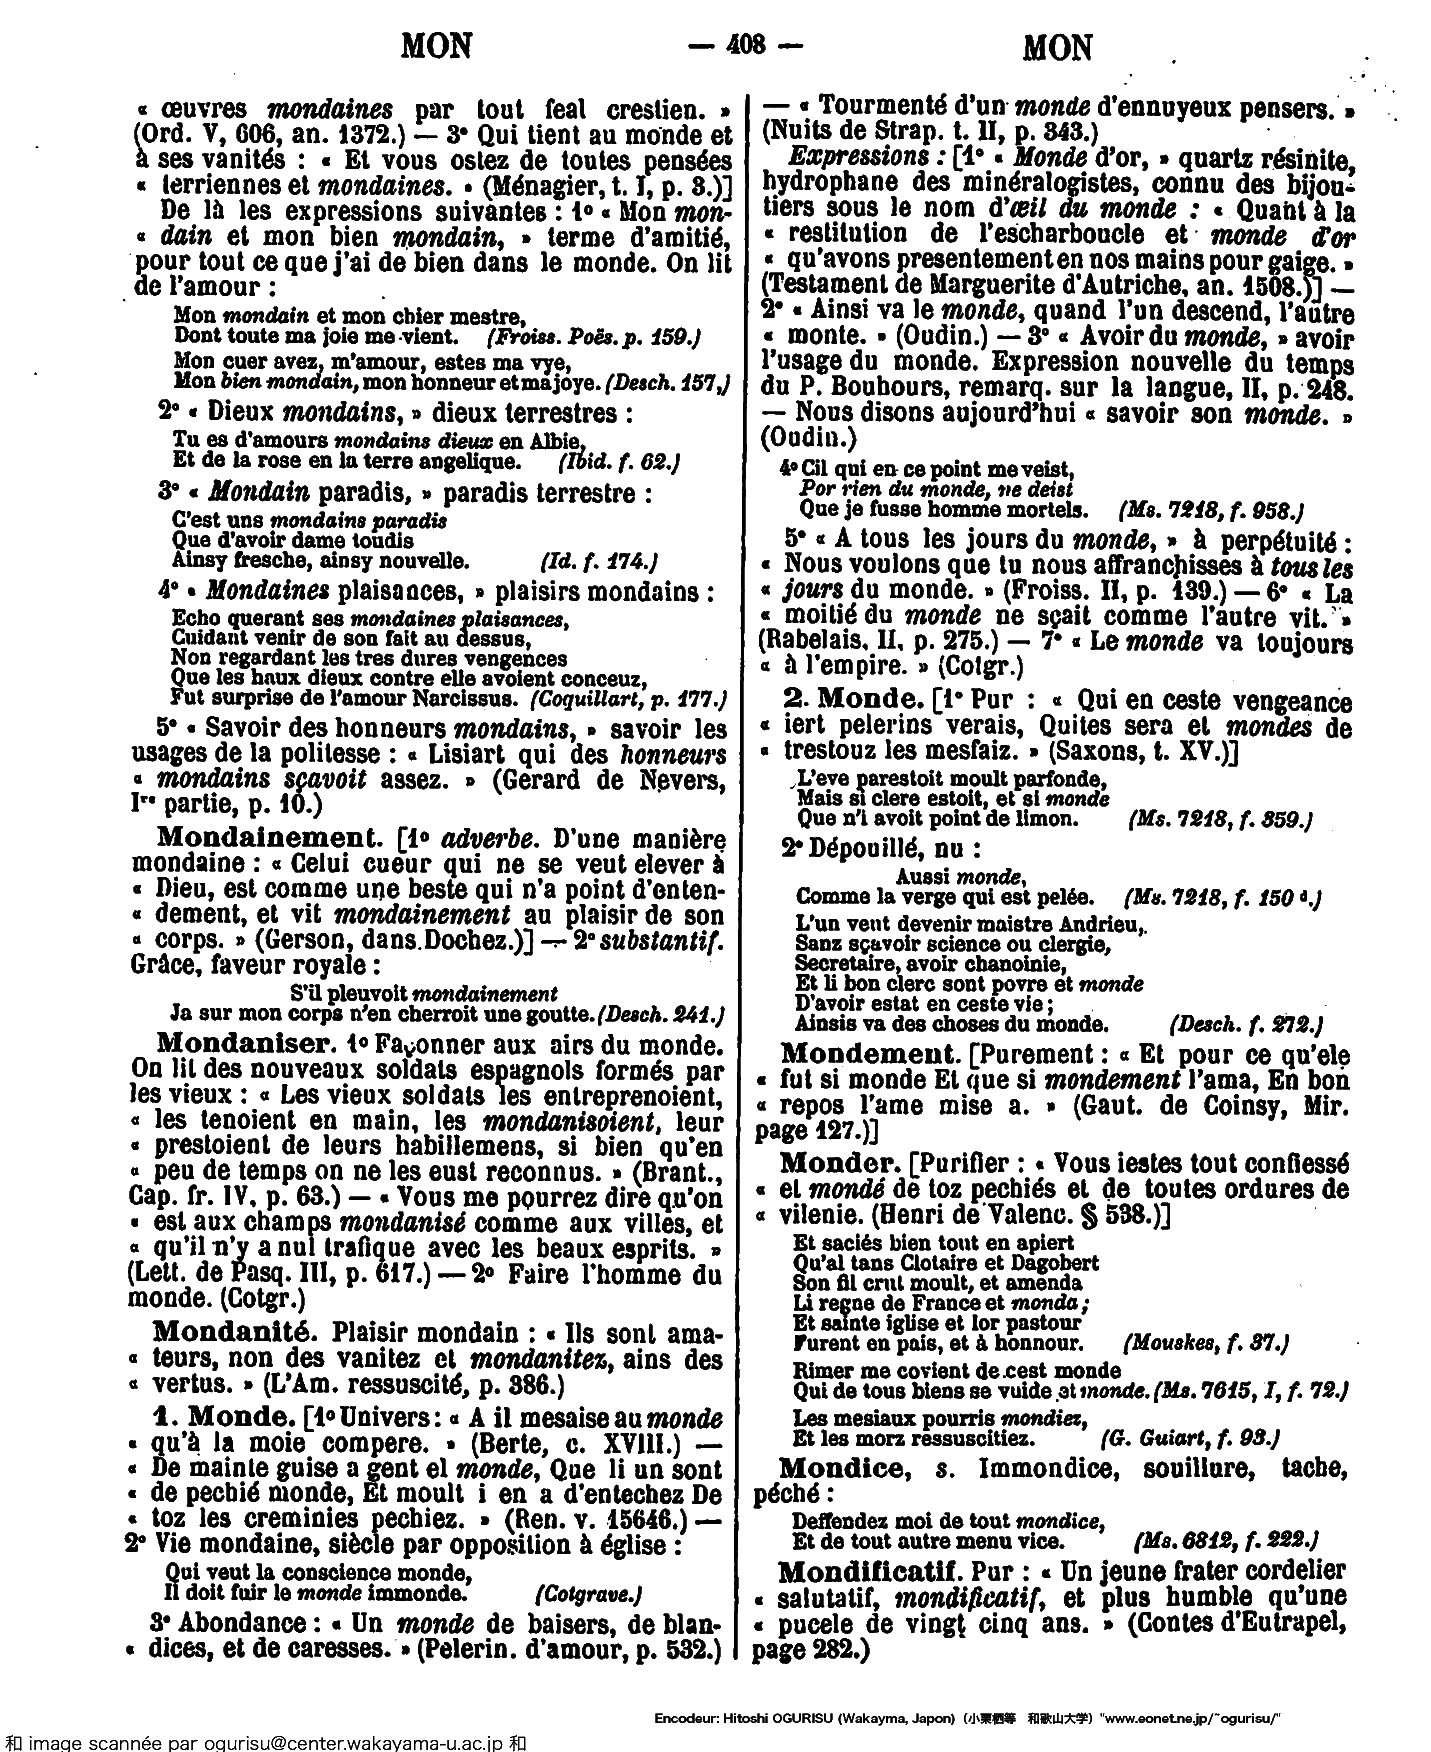 MON — 408 — MON
« œuvres mondaines par tout feal crestien. »
(Ord. V, 606, an. 1372.) — 3° Qui tient au monde et
à ses vanités : « Et vous ostez de toutes pensées
« terriennes et mondaines. » (Ménagier, t. I, p. 3.)]
De là les expressions suivantes : 1° « Mon mon-
« dain et mon bien mondain, » terme d'amitié,
pour tout ce que j'ai de bien dans le monde. On lit
de l'amour :
Mon mondain et mon chier mestre,
Dont toute ma joie me vient. (Froiss. Poës. p. 159.)
Mon cuer avez, m'amour, estes ma vye,
Mon bien mondain, mon honneur et ma joye. (Desch. 157,)
2° « Dieux mondains, » dieux terrestres :
Tu es d'amours mondains dieux en Albie,
Et de la rose en la terre angelique. (Ibid. f. 62.)
3° « Mondain paradis, » paradis terrestre :
C'est uns mondains paradis
Que d'avoir dame toudis
Ainsy fresche, ainsy nouvelle. (Id. f. 174.)
4° « Mondaines plaisances, » plaisirs mondains :
Echo querant ses mondaines plaisances,
Cuidant venir de son fait au dessus,
Non regardant les tres dures vengences
Que les haux dieux contre elle avoient conceuz,
Fut surprise de l'amour Narcissus. (Coquillart, p. 177.)
5° « Savoir des honneurs mondains, » savoir les
usages de la politesse : « Lisiart qui des honneurs
« mondains sçavoit assez. » (Gerard de Nevers,
Ire partie, p. 10.)
Mondainement. [1° adverbe. D'une manière
mondaine : « Celui cueur qui ne se veut elever à
« Dieu, est comme une beste qui n'a point d'enten-
« dement, et vit mondainement au plaisir de son
« corps. » (Gerson, dans Dochez.)] — 2° substantif.
Grâce, faveur royale :
S'il pleuvoit mondainement
Ja sur mon corps n'en cherroit une goutte. (Desch. 241.)
Mondaniser. 1° Façonner aux airs du monde.
On lit des nouveaux soldats espagnols formés par
les vieux : « Les vieux soldats les entreprenoient,
« les tenoient en main, les mondanisoient, leur
« prestoient de leurs habillemens, si bien qu'en
« peu de temps on ne les eust reconnus. » (Brant.,
Cap. fr. IV, p. 63.) — « Vous me pourrez dire qu'on
« est aux champs mondanisé comme aux villes, et
« qu'il n'y a nul trafique avec les beaux esprits. »
(Lett. de Pasq. III, p. 617.) — 2° Faire l'homme du
monde. (Cotgr.)
Mondanité. Plaisir mondain : « Ils sont ama-
« teurs, non des vanitez et mondanitez, ains des
« vertus. » (L'Am. ressuscité, p. 386.)
1. Monde. [1° Univers : « A il mesaise au monde
« qu'à la moie compere. » (Berte, c. XVIII.) —
« De mainte guise a gent el monde, Que li un sont
« de pechié monde, Et moult i en a d'entechez De
« toz les creminies pechiez. » (Ren. v. 15646.) —
2° Vie mondaine, siècle par opposition à église :
Qui veut la conscience monde,
Il doit fuir le monde immonde. (Cotgrave.)
3° Abondance : « Un monde de baisers, de blan-
« dices, et de caresses. » (Pelerin. d'amour, p. 532.)
— « Tourmenté d'un monde d'ennuyeux pensers. »
(Nuits de Strap. t. II, p. 343.)
Expressions : [1° « Monde d'or, » quartz résinite,
hydrophane des minéralogistes, connu des bijou-
tiers sous le nom d'œil du monde : « Quant à la
« restitution de l'escharboucle et monde d'or
« qu'avons presentement en nos mains pour gaige. »
(Testament de Marguerite d'Autriche, an. 1508.)] —
2° « Ainsi va le monde, quand l'un descend, l'autre
« monte. » (Oudin.) — 3° « Avoir du monde, » avoir
l'usage du monde. Expression nouvelle du temps
du P. Bouhours, remarq. sur la langue, II, p. 248.
— Nous disons aujourd'hui « savoir son monde. »
(Oudin.)
4° Cil qui en ce point me veist,
Por rien du monde, ne deist
Que je fusse homme mortels. (Ms. 7218, f. 958.)
5° « A tous les jours du monde, » à perpétuité :
« Nous voulons que tu nous affranchisses à tous les
« jours du monde. » (Froiss. II, p. 139.) — 6° « La
« moitié du monde ne sçait comme l'autre vit. »
(Rabelais, II, p. 275.) — 7° « Le monde va toujours
« à l'empire. » (Cotgr.)
2. Monde. [1° Pur : « Qui en ceste vengeance
« iert pelerins verais, Quites sera et mondes de
« trestouz les mesfaiz. » (Saxons, t. XV.)]
L'eve parestoit moult parfonde,
Mais si clere estoit, et si monde
Que n'i avoit point de limon. (Ms. 7218, f. 359.)
2° Dépouillé, nu :
Aussi monde,
Comme la verge qui est pelée. (Ms. 7218, f. 150 d.)
L'un veut devenir maistre Andrieu,
Sanz sçavoir science ou clergie,
Secretaire, avoir chanoinie,
Et li bon clerc sont povre et monde
D'avoir estat en ceste vie ;
Ainsis va des choses du monde. (Desch. f. 272.)
Mondement. [Purement : « Et pour ce qu'ele
« fut si monde Et que si mondement l'ama, En bon
« repos l'ame mise a. » (Gaut. de Coinsy, Mir.
page 127.)]
Monder. [Purifier : « Vous iestes tout confiessé
« et mondé de toz pechiés et de toutes ordures de
« vilenie. (Henri de Valenc. § 538.)]
Et saciés bien tout en apiert
Qu'al tans Clotaire et Dagobert
Son fil crut moult, et amenda
Li regne de France et monda ;
Et sainte iglise et lor pastour
Furent en pais, et à honnour. (Mouskes, f. 37.)
Rimer me covient de cest monde
Qui de tous biens se vuide et monde. (Ms. 7615, I, f. 72.)
Les mesiaux pourris mondiez,
Et les morz ressuscitiez. (G. Guiart, f. 93.)
Mondice, s. Immondice, souillure, tache,
péché :
Deffendez moi de tout mondice,
Et de tout autre menu vice. (Ms. 6812, f. 222.)
Mondificatif. Pur : « Un jeune frater cordelier
« salutatif, mondificatif, et plus humble qu'une
« pucele de vingt cinq ans. » (Contes d'Eutrapel,
page 282.)
Encodeur: Hitoshi OGURISU (Wakayma, Japon) (小栗栖等 和歌山大学) "www.eonet.ne.jp/~ogurisu/"
和 image scannée par ogurisu@center.wakayama-u.ac.jp 和